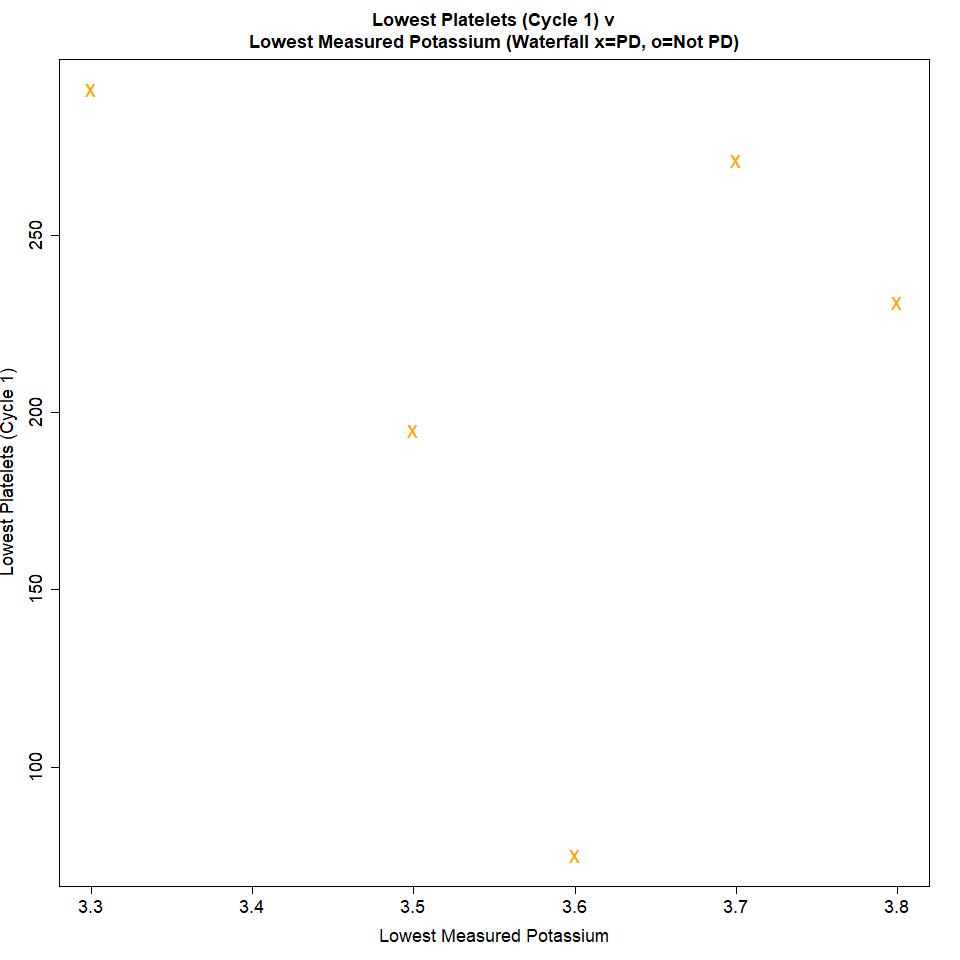 Lowest Platelets (Cycle 1) v
Lowest Measured Potassium (Waterfall x=PD, o=Not PD)
Lowest Platelets (Cycle 1)
250
200
150
100
X
X
X
X
X
3.3 3.4 3.5 3.6 3.7 3.8
Lowest Measured Potassium